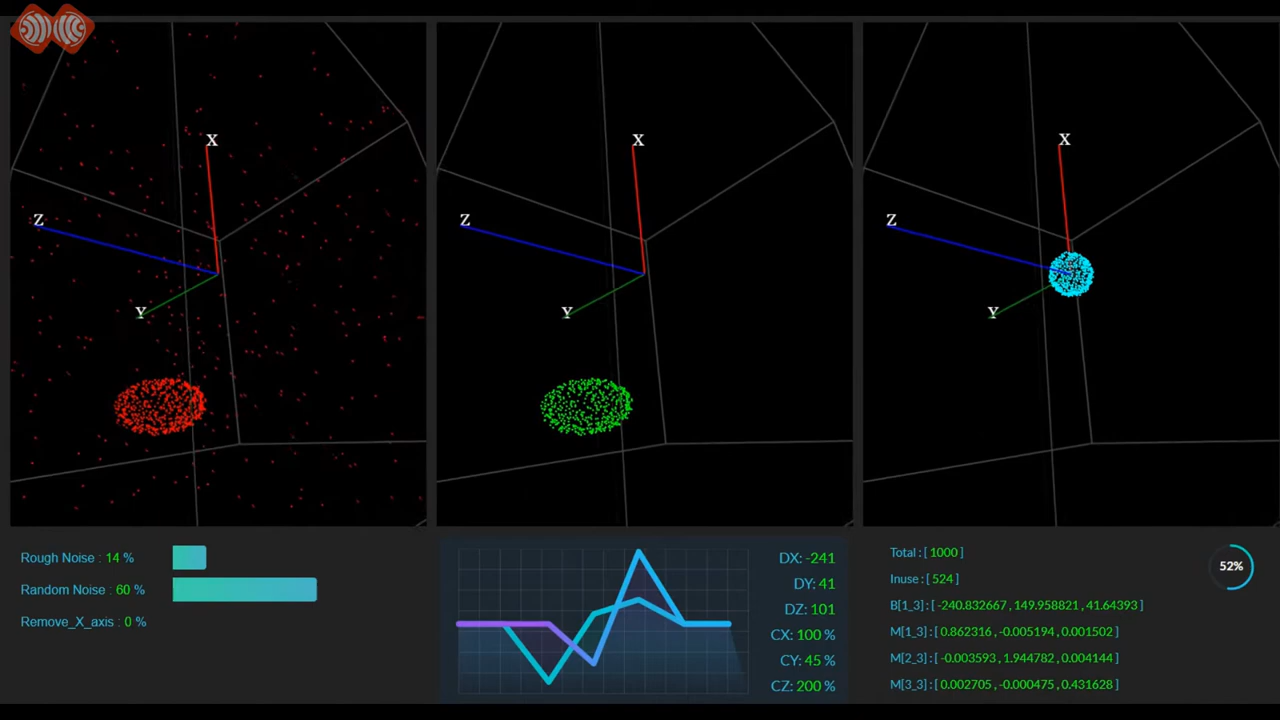 X
Z
Y
X
Z
Y
X
Z
Y
Rough Noise : 14 %
Random Noise : 60 %
Remove_X_axis : 0 %
DX: -241
DY: 41
DZ: 101
CX: 100 %
CY: 45 %
CZ: 200 %
Total : [ 1000 ]
Inuse : [ 524 ]
B[1_3] : [ -240.832667 , 149.958821 , 41.64393 ]
M[1_3] : [ 0.862316 , -0.005194 , 0.001502 ]
M[2_3] : [ -0.003593 , 1.944782 , 0.004144 ]
M[3_3] : [ 0.002705 , -0.000475 , 0.431628 ]
52%